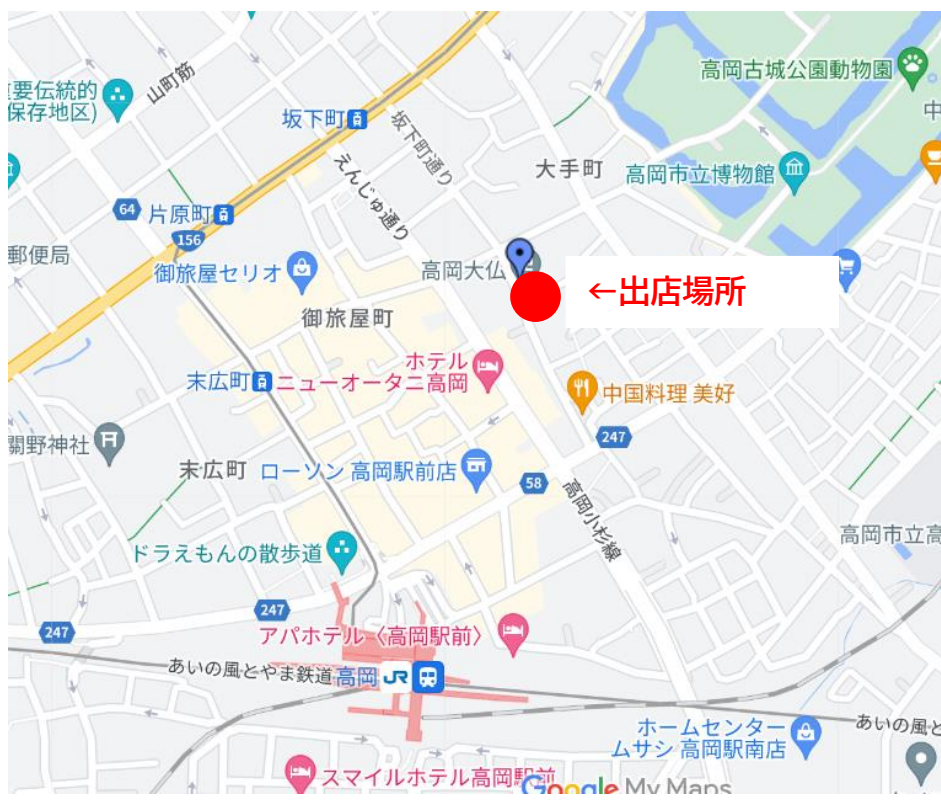 高岡古城公園動物園
要伝統的
保存地区)
山町筋
中
坂下町
坂下町通り
大手町
高岡市立博物館
えんじゅ通り
64
片原町
156
郵便局
御旅屋セリオ
高岡大仏
←出店場所
御旅屋町
ホテル
ニューオータニ高岡
末広町
中国料理 美好
關野神社
247
末広町
ローソン 高岡駅前店
58
高岡小杉線
ドラえもんの散歩道
高岡市立高
247
247
アパホテル〈高岡駅前〉
あいの風とやま鉄道
高岡
JR
あいの風と
ホームセンター
ムサシ 高岡駅南店
スマイルホテル高岡駅前
Google My Maps